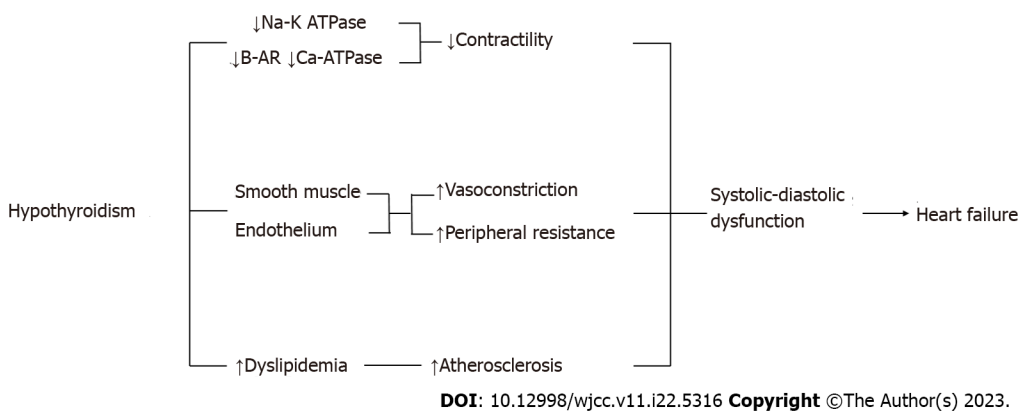 ↓Na-K ATPase
↓B-AR ↓Ca-ATPase
↓Contractility
Hypothyroidism
Smooth muscle
Endothelium
↑Vasoconstriction
↑Peripheral resistance
Systolic-diastolic
dysfunction
Heart failure
↑Dyslipidemia
↑Atherosclerosis
DOI: 10.12998/wjcc.v11.i22.5316 Copyright ©The Author(s) 2023.